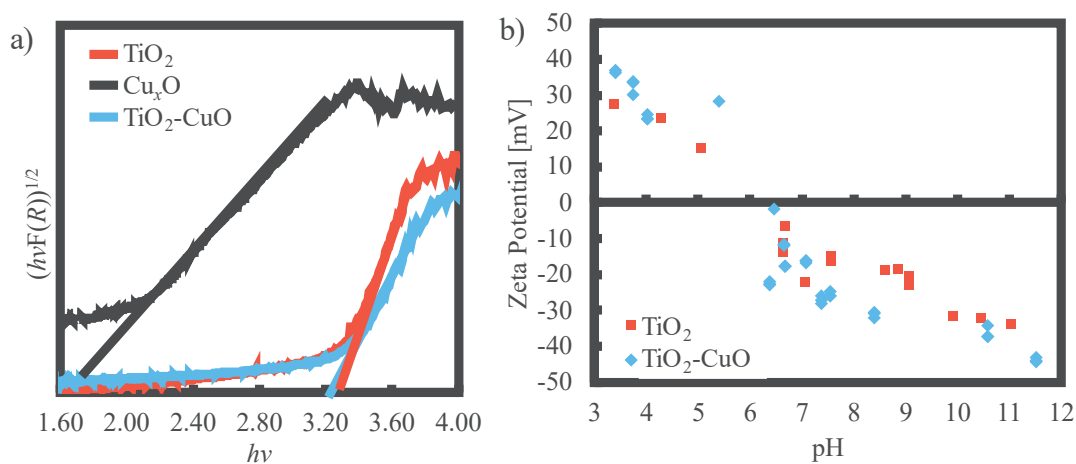 a)
TiO₂
CuₓO
TiO₂-CuO
(hνF(R))¹/²
1.60 2.00 2.40 2.80 3.20 3.60 4.00
hν
b)
50
40
30
20
10
0
-10
-20
-30
-40
-50
Zeta Potential [mV]
TiO₂
TiO₂-CuO
3 4 5 6 7 8 9 10 11 12
pH